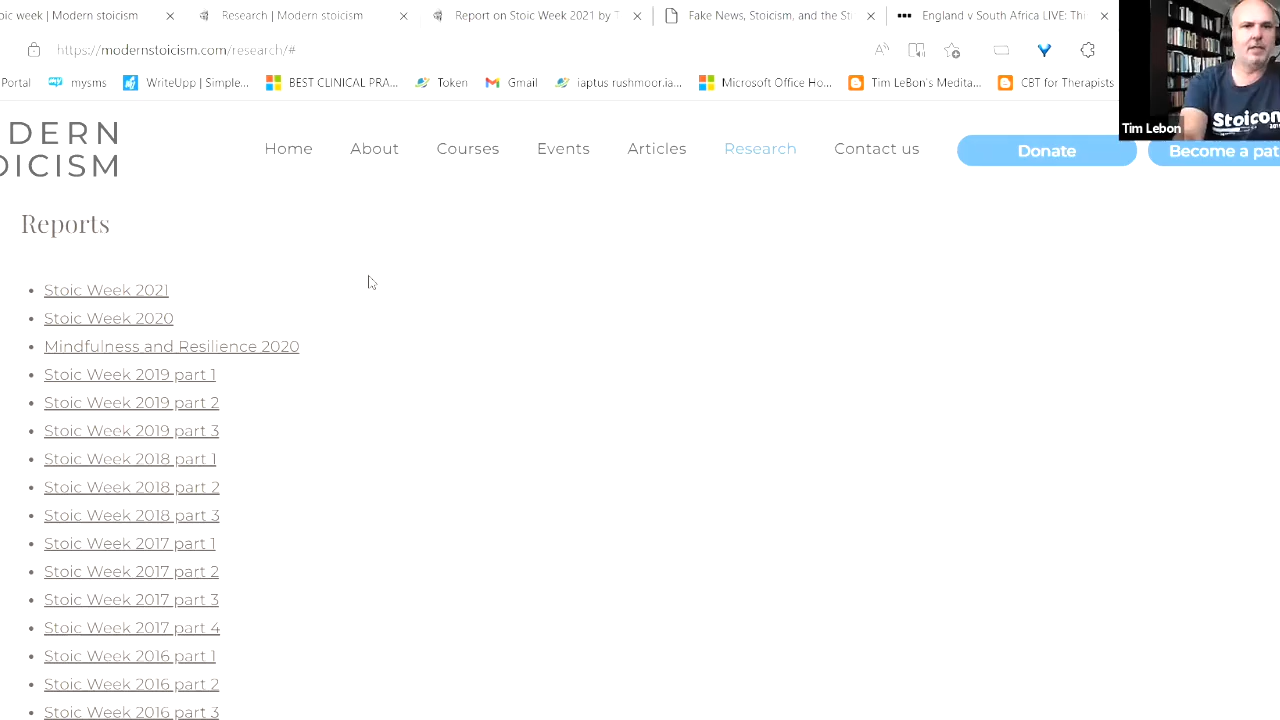 oic week | Modern stoicism
Research | Modern stoicism
Report on Stoic Week 2021 by T
Fake News, Stoicism, and the Sto
England v South Africa LIVE: Thi
https://modernstoicism.com/research/#
Portal
mysms
WriteUpp | Simple...
BEST CLINICAL PRA...
Token
Gmail
iaptus rushmoor.ia...
Microsoft Office Ho...
Tim LeBon's Medita...
CBT for Therapists
Stoicon
Tim Lebon
DERN
OICISM
Home
About
Courses
Events
Articles
Research
Contact us
Donate
Become a pat
Reports
Stoic Week 2021
Stoic Week 2020
Mindfulness and Resilience 2020
Stoic Week 2019 part 1
Stoic Week 2019 part 2
Stoic Week 2019 part 3
Stoic Week 2018 part 1
Stoic Week 2018 part 2
Stoic Week 2018 part 3
Stoic Week 2017 part 1
Stoic Week 2017 part 2
Stoic Week 2017 part 3
Stoic Week 2017 part 4
Stoic Week 2016 part 1
Stoic Week 2016 part 2
Stoic Week 2016 part 3